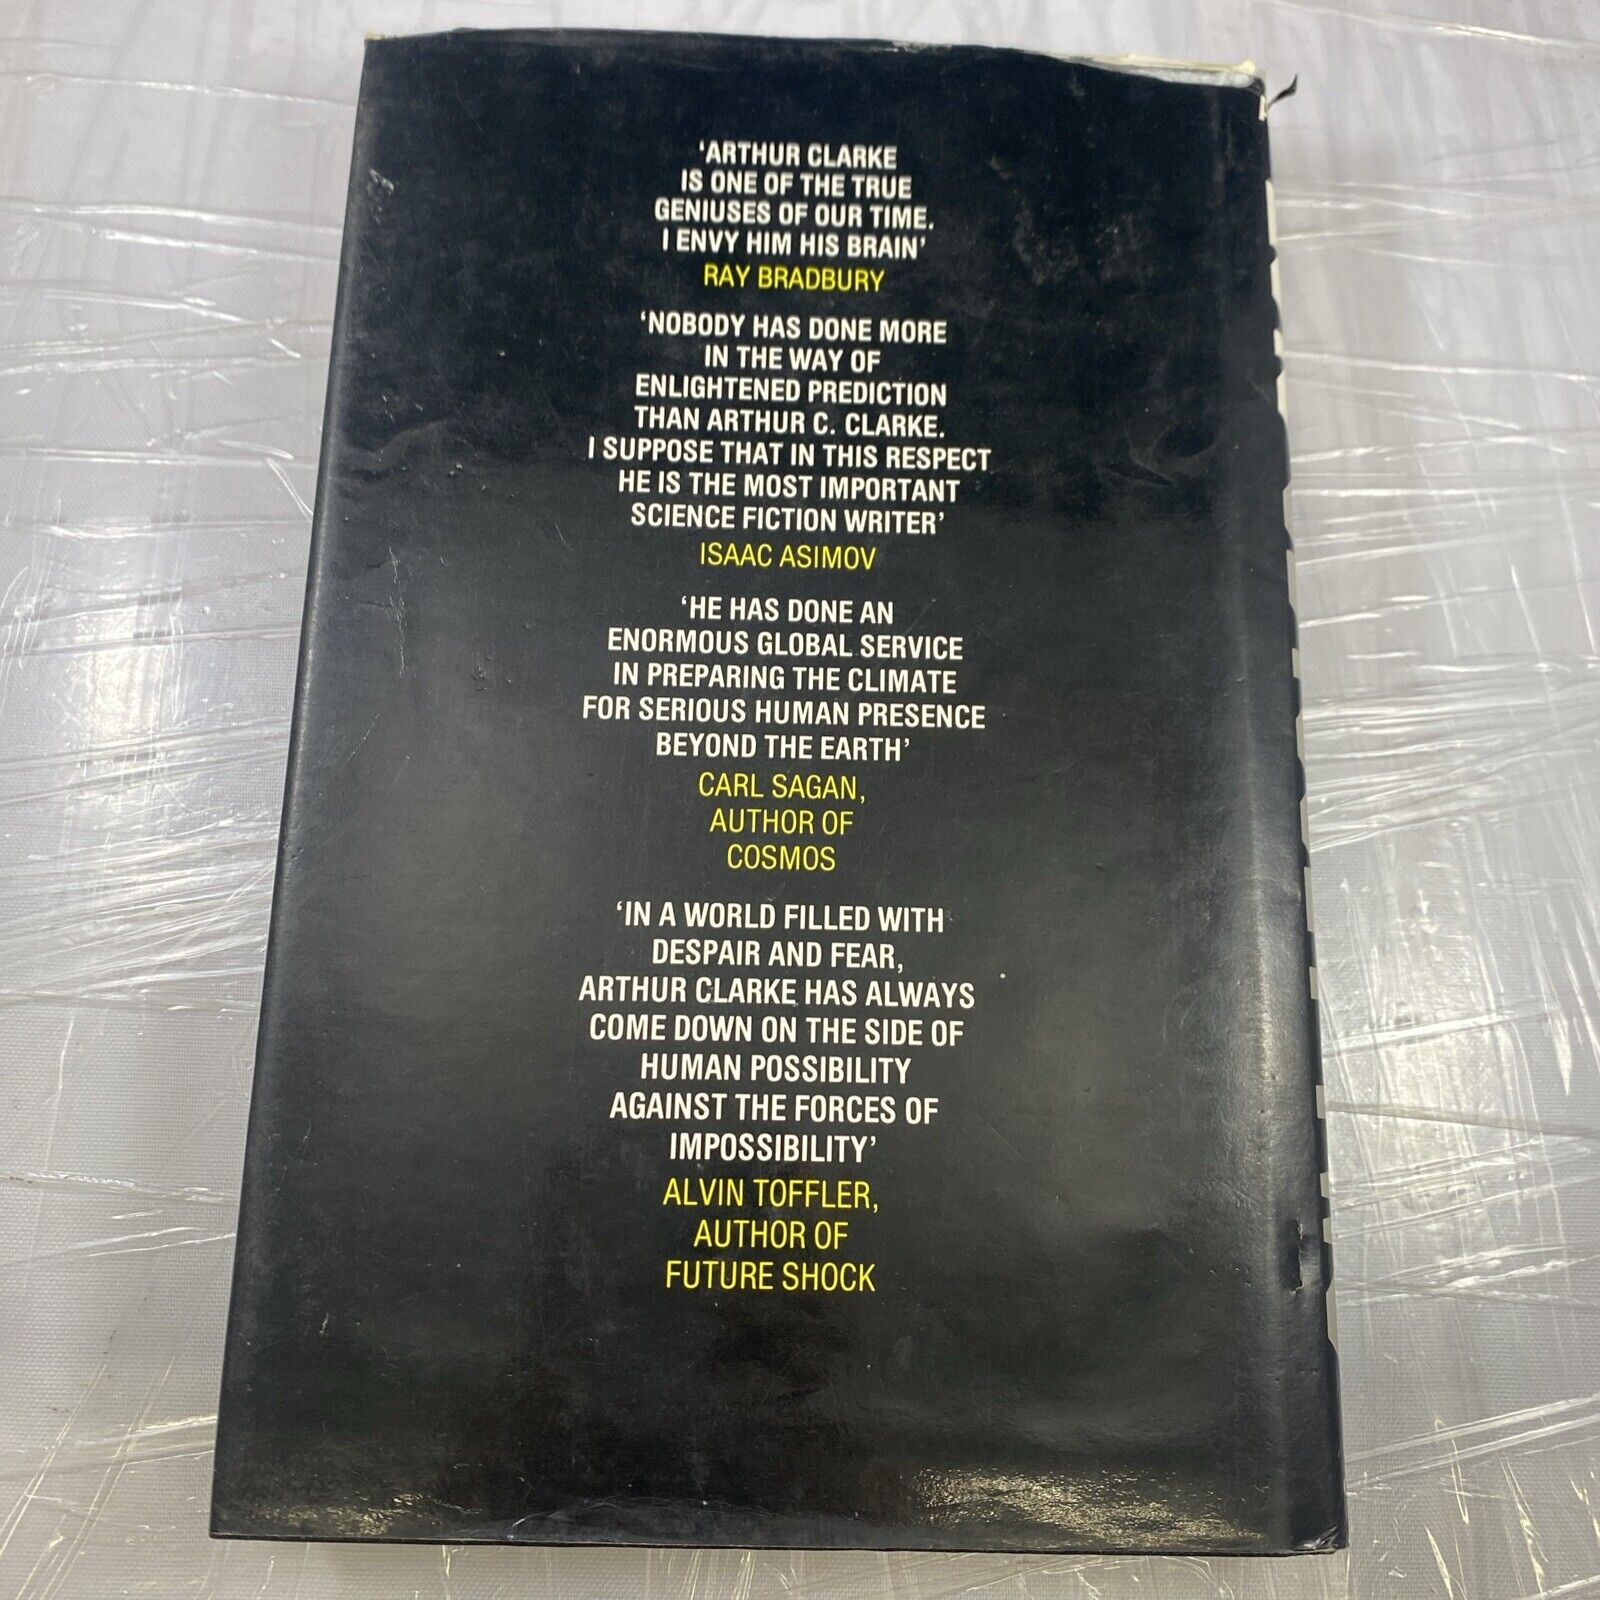 ‘ARTHUR CLARKE
IS ONE OF THE TRUE
GENIUSES OF OUR TIME.
I ENVY HIM HIS BRAIN’
RAY BRADBURY
‘NOBODY HAS DONE MORE
IN THE WAY OF
ENLIGHTENED PREDICTION
THAN ARTHUR C. CLARKE.
I SUPPOSE THAT IN THIS RESPECT
HE IS THE MOST IMPORTANT
SCIENCE FICTION WRITER’
ISAAC ASIMOV
‘HE HAS DONE AN
ENORMOUS GLOBAL SERVICE
IN PREPARING THE CLIMATE
FOR SERIOUS HUMAN PRESENCE
BEYOND THE EARTH’
CARL SAGAN,
AUTHOR OF
COSMOS
‘IN A WORLD FILLED WITH
DESPAIR AND FEAR,
ARTHUR CLARKE HAS ALWAYS
COME DOWN ON THE SIDE OF
HUMAN POSSIBILITY
AGAINST THE FORCES OF
IMPOSSIBILITY’
ALVIN TOFFLER,
AUTHOR OF
FUTURE SHOCK